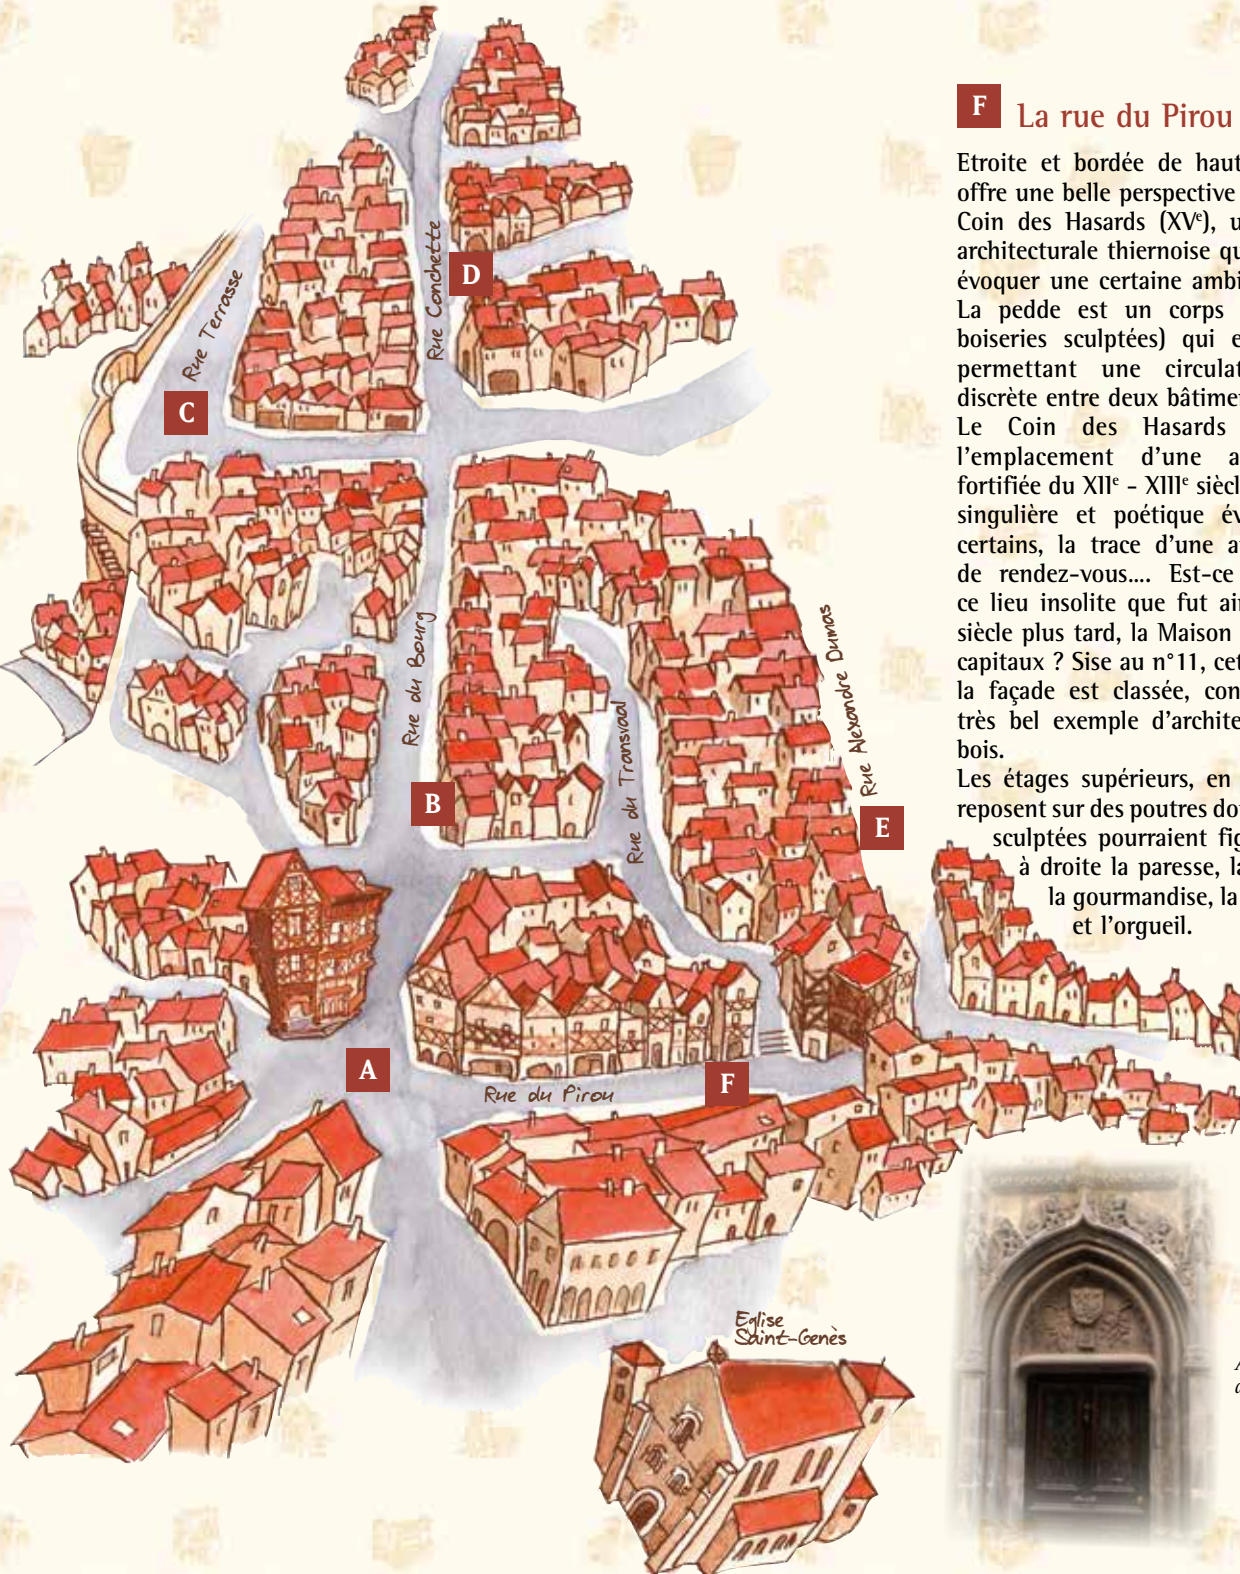 F La rue du Pirou
Etroite et bordée de haut
offre une belle perspective
Coin des Hasards (XVe), u
architecturale thiernoise qu
évoquer une certaine ambi
La pedde est un corps
boiseries sculptées) qui e
permettant une circulat
discrète entre deux bâtime
Le Coin des Hasards
l'emplacement d'une a
fortifiée du XIIe - XIIIe siècl
singulière et poétique év
certains, la trace d'une a
de rendez-vous.... Est-ce
ce lieu insolite que fut ain
siècle plus tard, la Maison
capitaux ? Sise au n°11, cet
la façade est classée, con
très bel exemple d'archite
bois.
Les étages supérieurs, en
reposent sur des poutres do
sculptées pourraient fig
à droite la paresse, la
la gourmandise, la
et l'orgueil.
Rue Conchette
D
Rue Terrasse
C
Rue du Bourg
B
Rue du Transvaal
Rue Alexandre Dumas
E
A
Rue du Pirou
F
Eglise
Saint-Genès